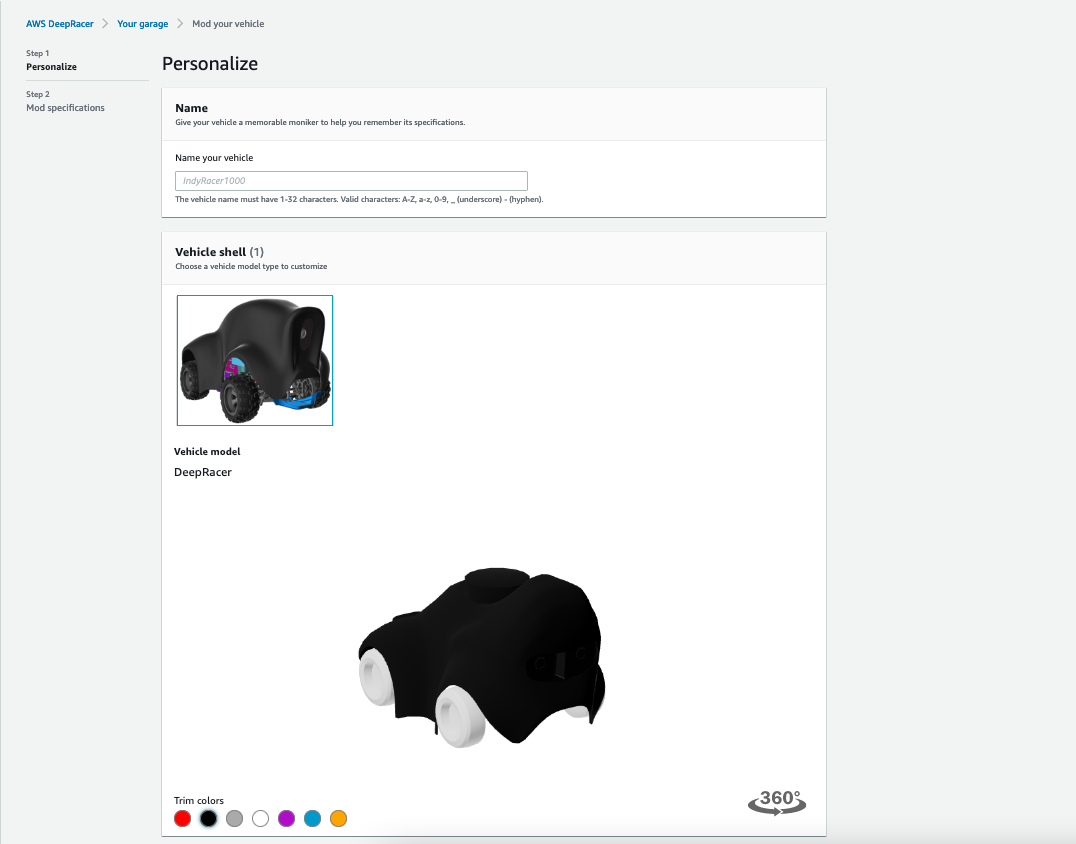 AWS DeepRacer > Your garage > Mod your vehicle
Step 1
Personalize
Step 2
Mod specifications
Personalize
Name
Give your vehicle a memorable moniker to help you remember its specifications.
Name your vehicle
IndyRacer1000
The vehicle name must have 1-32 characters. Valid characters: A-Z, a-z, 0-9, _ (underscore) - (hyphen).
Vehicle shell (1)
Choose a vehicle model type to customize
Vehicle model
DeepRacer
Trim colors
360°